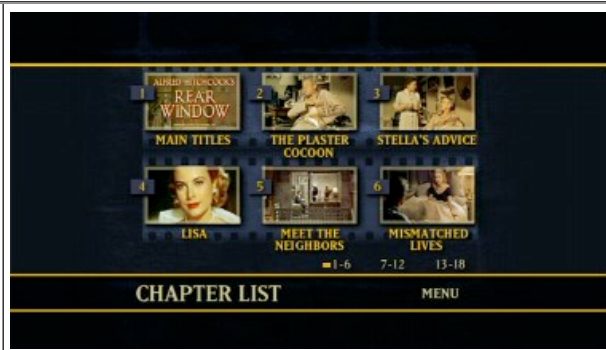 1
ALFRED HITCHCOCK'S
REAR
WINDOW
MAIN TITLES
2
THE PLASTER
COCOON
3
STELLA'S ADVICE
4
LISA
5
MEET THE
NEIGHBORS
6
MISMATCHED
LIVES
1-6 7-12 13-18
CHAPTER LIST MENU